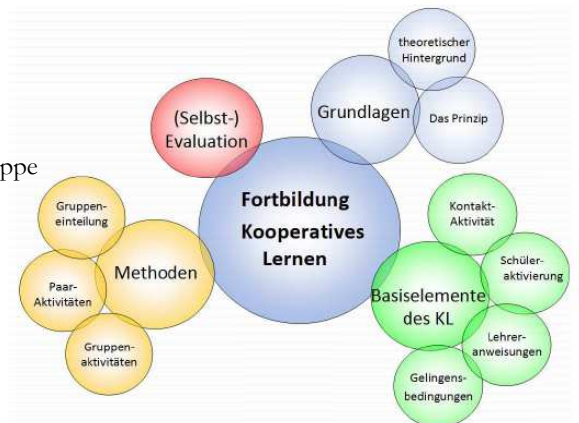 theoretischer
Hintergrund
Grundlagen
Das Prinzip
(Selbst-)
Evaluation
ppe
Fortbildung
Kooperatives
Lernen
Gruppen-
einteilung
Methoden
Paar-
Aktivitäten
Gruppen-
aktivitäten
Kontakt-
Aktivität
Schüler-
aktivierung
Basiselemente
des KL
Lehrer-
anweisungen
Gelingens-
bedingungen